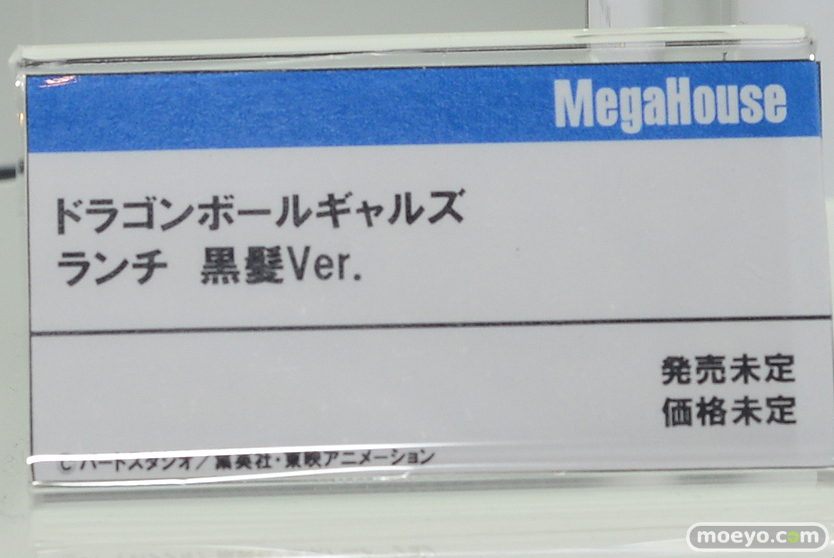 MegaHouse
ドラゴンボールギャルズ
ランチ 黒髪Ver.
発売未定
価格未定
©バードスタジオ/集英社・東映アニメーション
moeyo.com